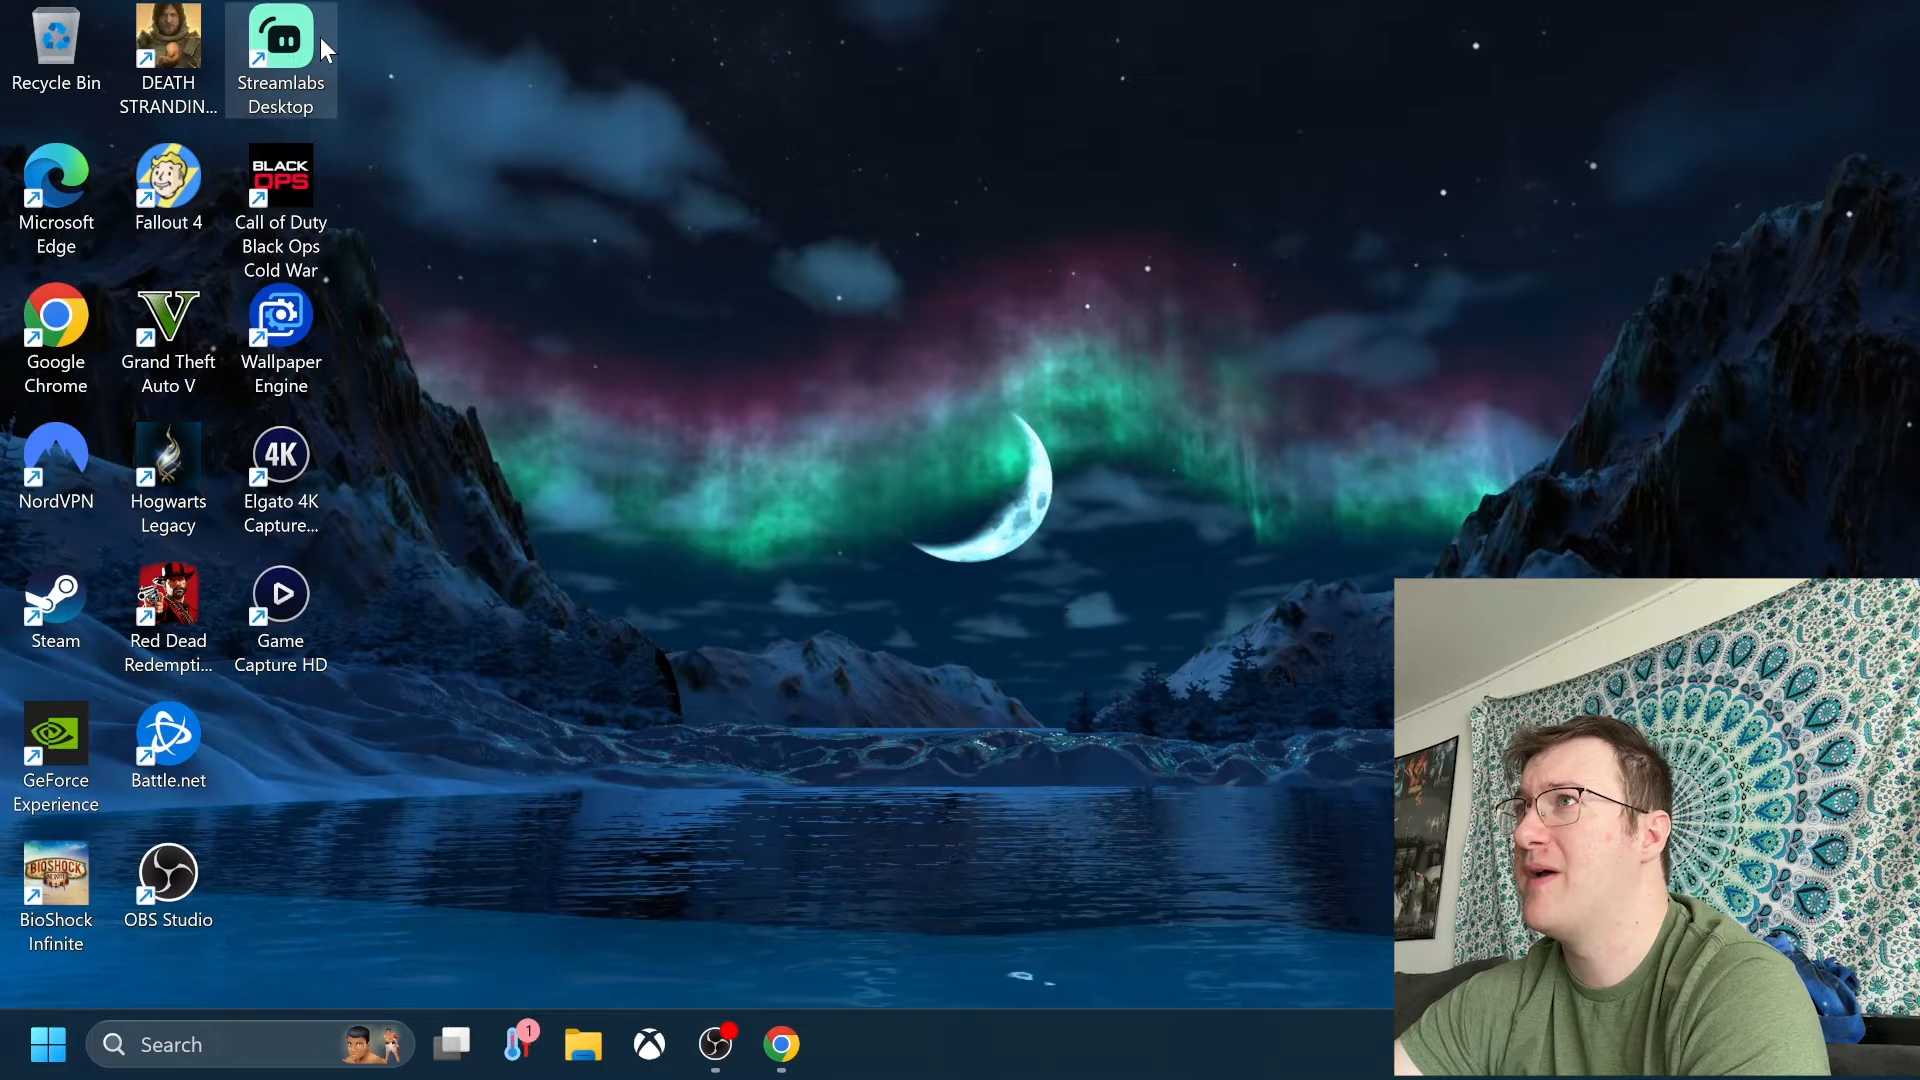 Recycle Bin
DEATH
STRANDIN...
Streamlabs
Desktop
Microsoft
Edge
Fallout 4
BLACK
OPS
Call of Duty
Black Ops
Cold War
Google
Chrome
V
Grand Theft
Auto V
Wallpaper
Engine
NordVPN
Hogwarts
Legacy
4K
Elgato 4K
Capture...
Steam
Red Dead
Redempti...
Game
Capture HD
GeForce
Experience
Battle.net
BIOSHOCK
BioShock
Infinite
OBS Studio
Search
1